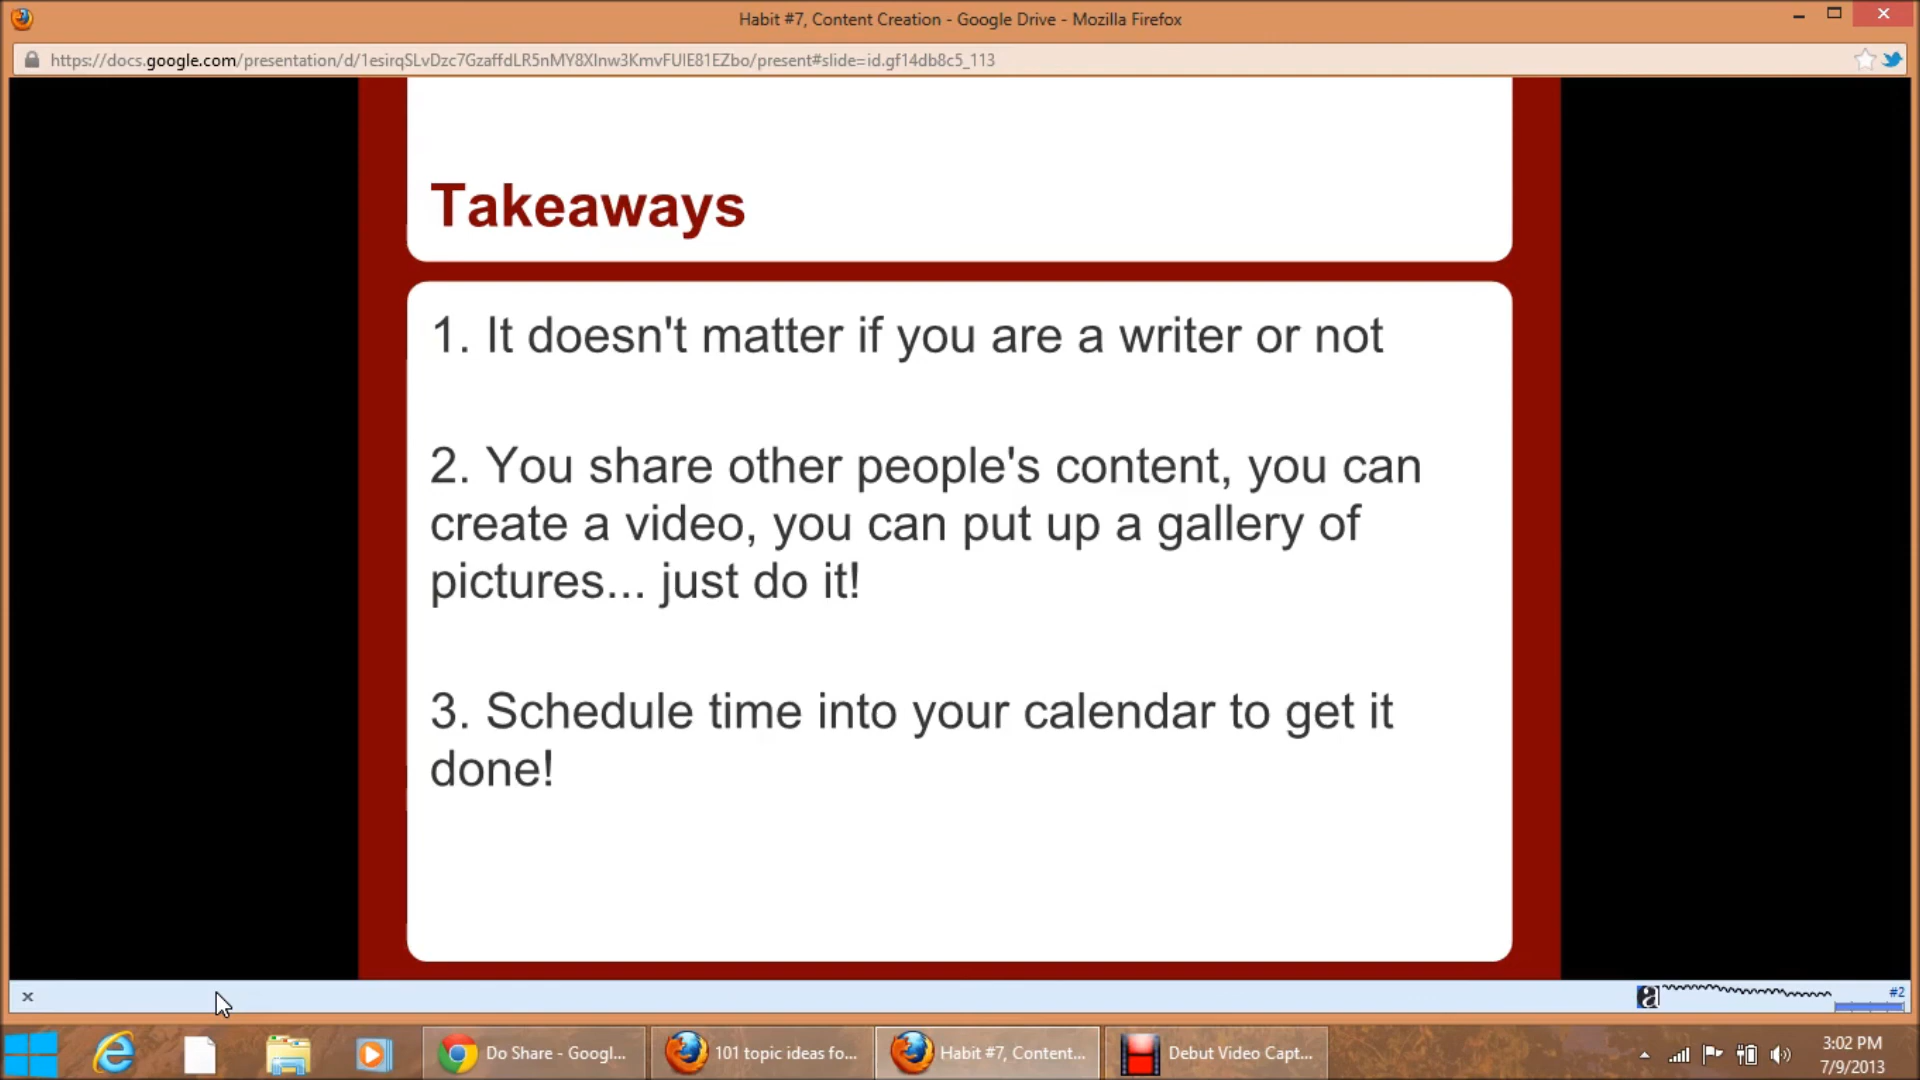 Habit #7, Content Creation - Google Drive - Mozilla Firefox
https://docs.google.com/presentation/d/1esirqSLvDzc7GzaffdLR5nMY8XInw3KmvFUlE81EZbo/present#slide=id.gf14db8c5_113
Takeaways
1. It doesn't matter if you are a writer or not
2. You share other people's content, you can
create a video, you can put up a gallery of
pictures... just do it!
3. Schedule time into your calendar to get it
done!
a
#2
Do Share - Googl...
101 topic ideas fo...
Habit #7, Content...
Debut Video Capt...
3:02 PM
7/9/2013